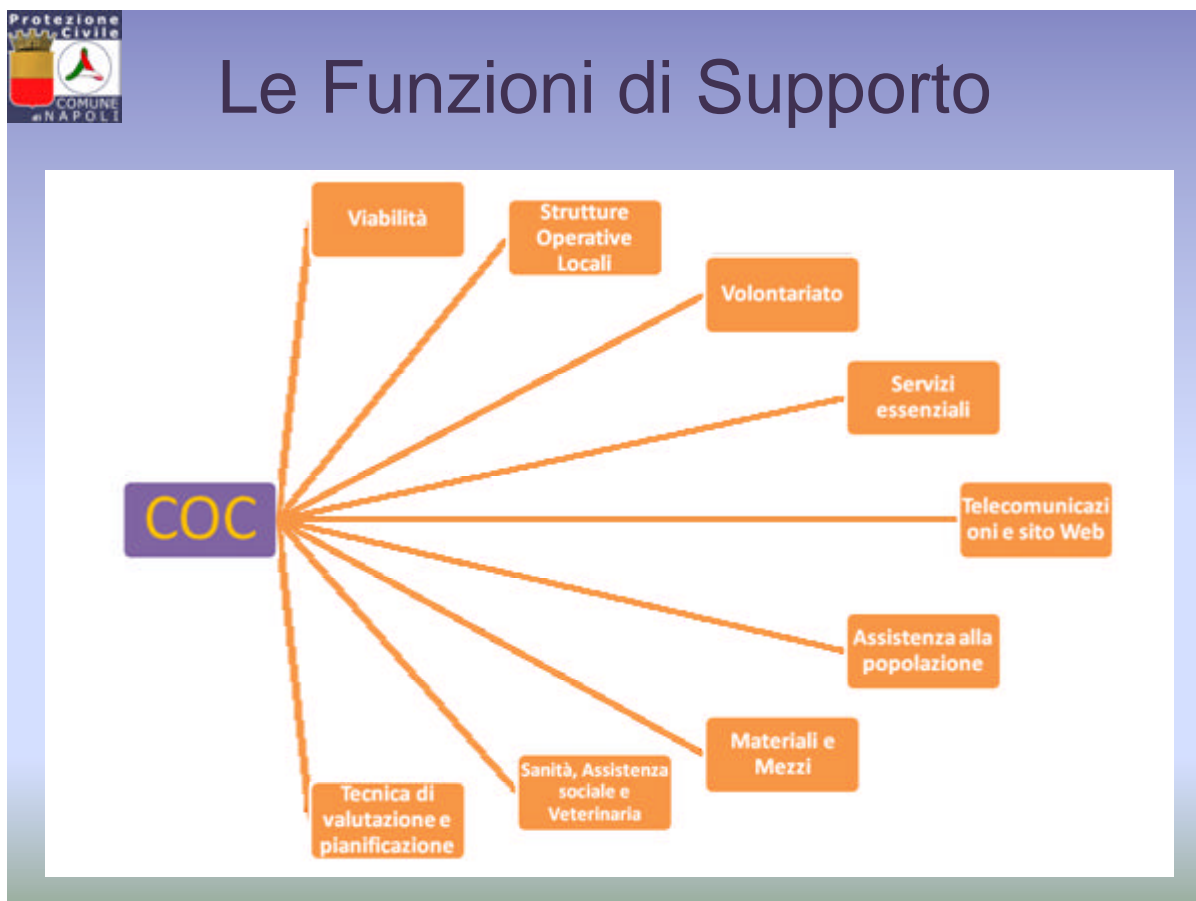 Protezione
Civile
COMUNE
di NAPOLI
Le Funzioni di Supporto
Viabilità
Strutture
Operative
Locali
Volontariato
Servizi
essenziali
COC
Telecomunicazi
oni e sito Web
Assistenza alla
popolazione
Materiali e
Mezzi
Sanità, Assistenza
sociale e
Veterinaria
Tecnica di
valutazione e
pianificazione